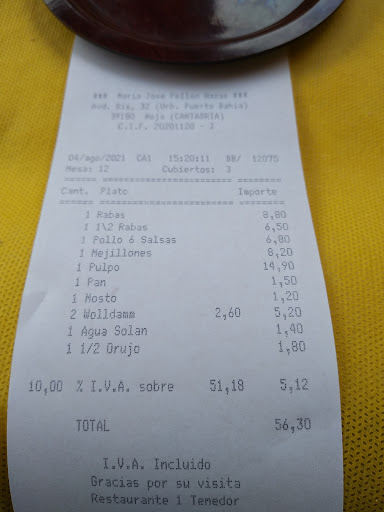 *** Maria Jose Pellon Rozas ***
Avd. Ris, 32 (Urb. Puerto Bahia)
39180 Noja (CANTABRIA)
C.I.F. 20201120 - J
04/ago/2021 CA1 15:20:11 BB/ 12075
Mesa: 12 Cubiertos: 3
Cant. Plato Importe
1 Rabas 8,80
1 1\2 Rabas 6,50
1 Pollo 6 Salsas 6,80
1 Mejillones 8,20
1 Pulpo 14,90
1 Pan 1,50
1 Mosto 1,20
2 Wolldamm 2,60 5,20
1 Agua Solan 1,40
1 1/2 Orujo 1,80
10,00 % I.V.A. sobre 51,18 5,12
TOTAL 56,30
I.V.A. Incluido
Gracias por su visita
Restaurante 1 Tenedor